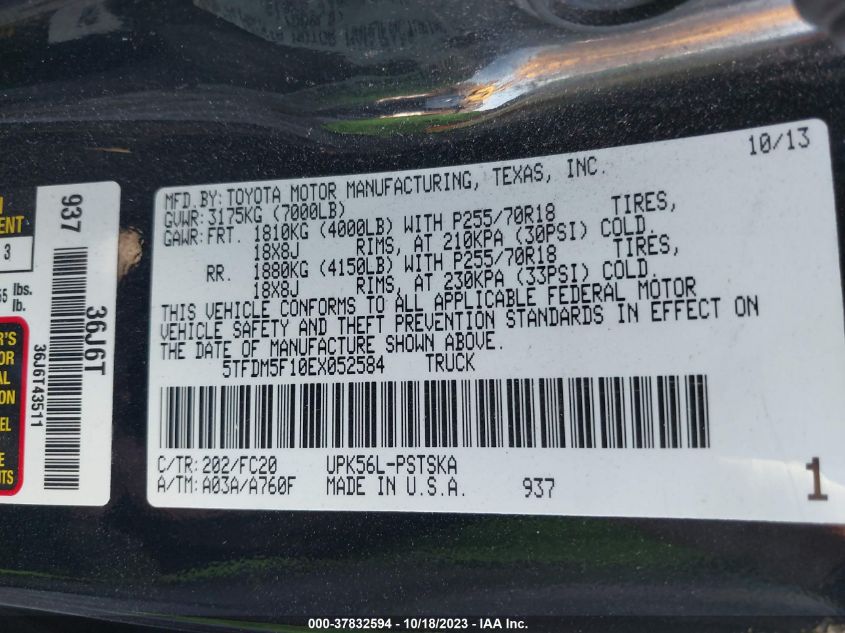 10/13
MFD.BY: TOYOTA MOTOR MANUFACTURING, TEXAS, INC.
GVWR: 3175KG (7000LB)
GAWR: FRT. 1810KG (4000LB) WITH P255/70R18 TIRES,
18X8J RIMS, AT 210KPA (30PSI) COLD.
RR. 1880KG (4150LB) WITH P255/70R18 TIRES,
18X8J RIMS, AT 230KPA (33PSI) COLD.
THIS VEHICLE CONFORMS TO ALL APPLICABLE FEDERAL MOTOR
VEHICLE SAFETY AND THEFT PREVENTION STANDARDS IN EFFECT ON
THE DATE OF MANUFACTURE SHOWN ABOVE.
5TFDM5F10EX052584 TRUCK
C/TR: 202/FC20 UPK56L-PSTSKA
A/TM: A03A/A760F MADE IN U.S.A. 937
1
937
36J6T
36J6T43511
3
lbs.
lb.
000-37832594 - 10/18/2023 - IAA Inc.